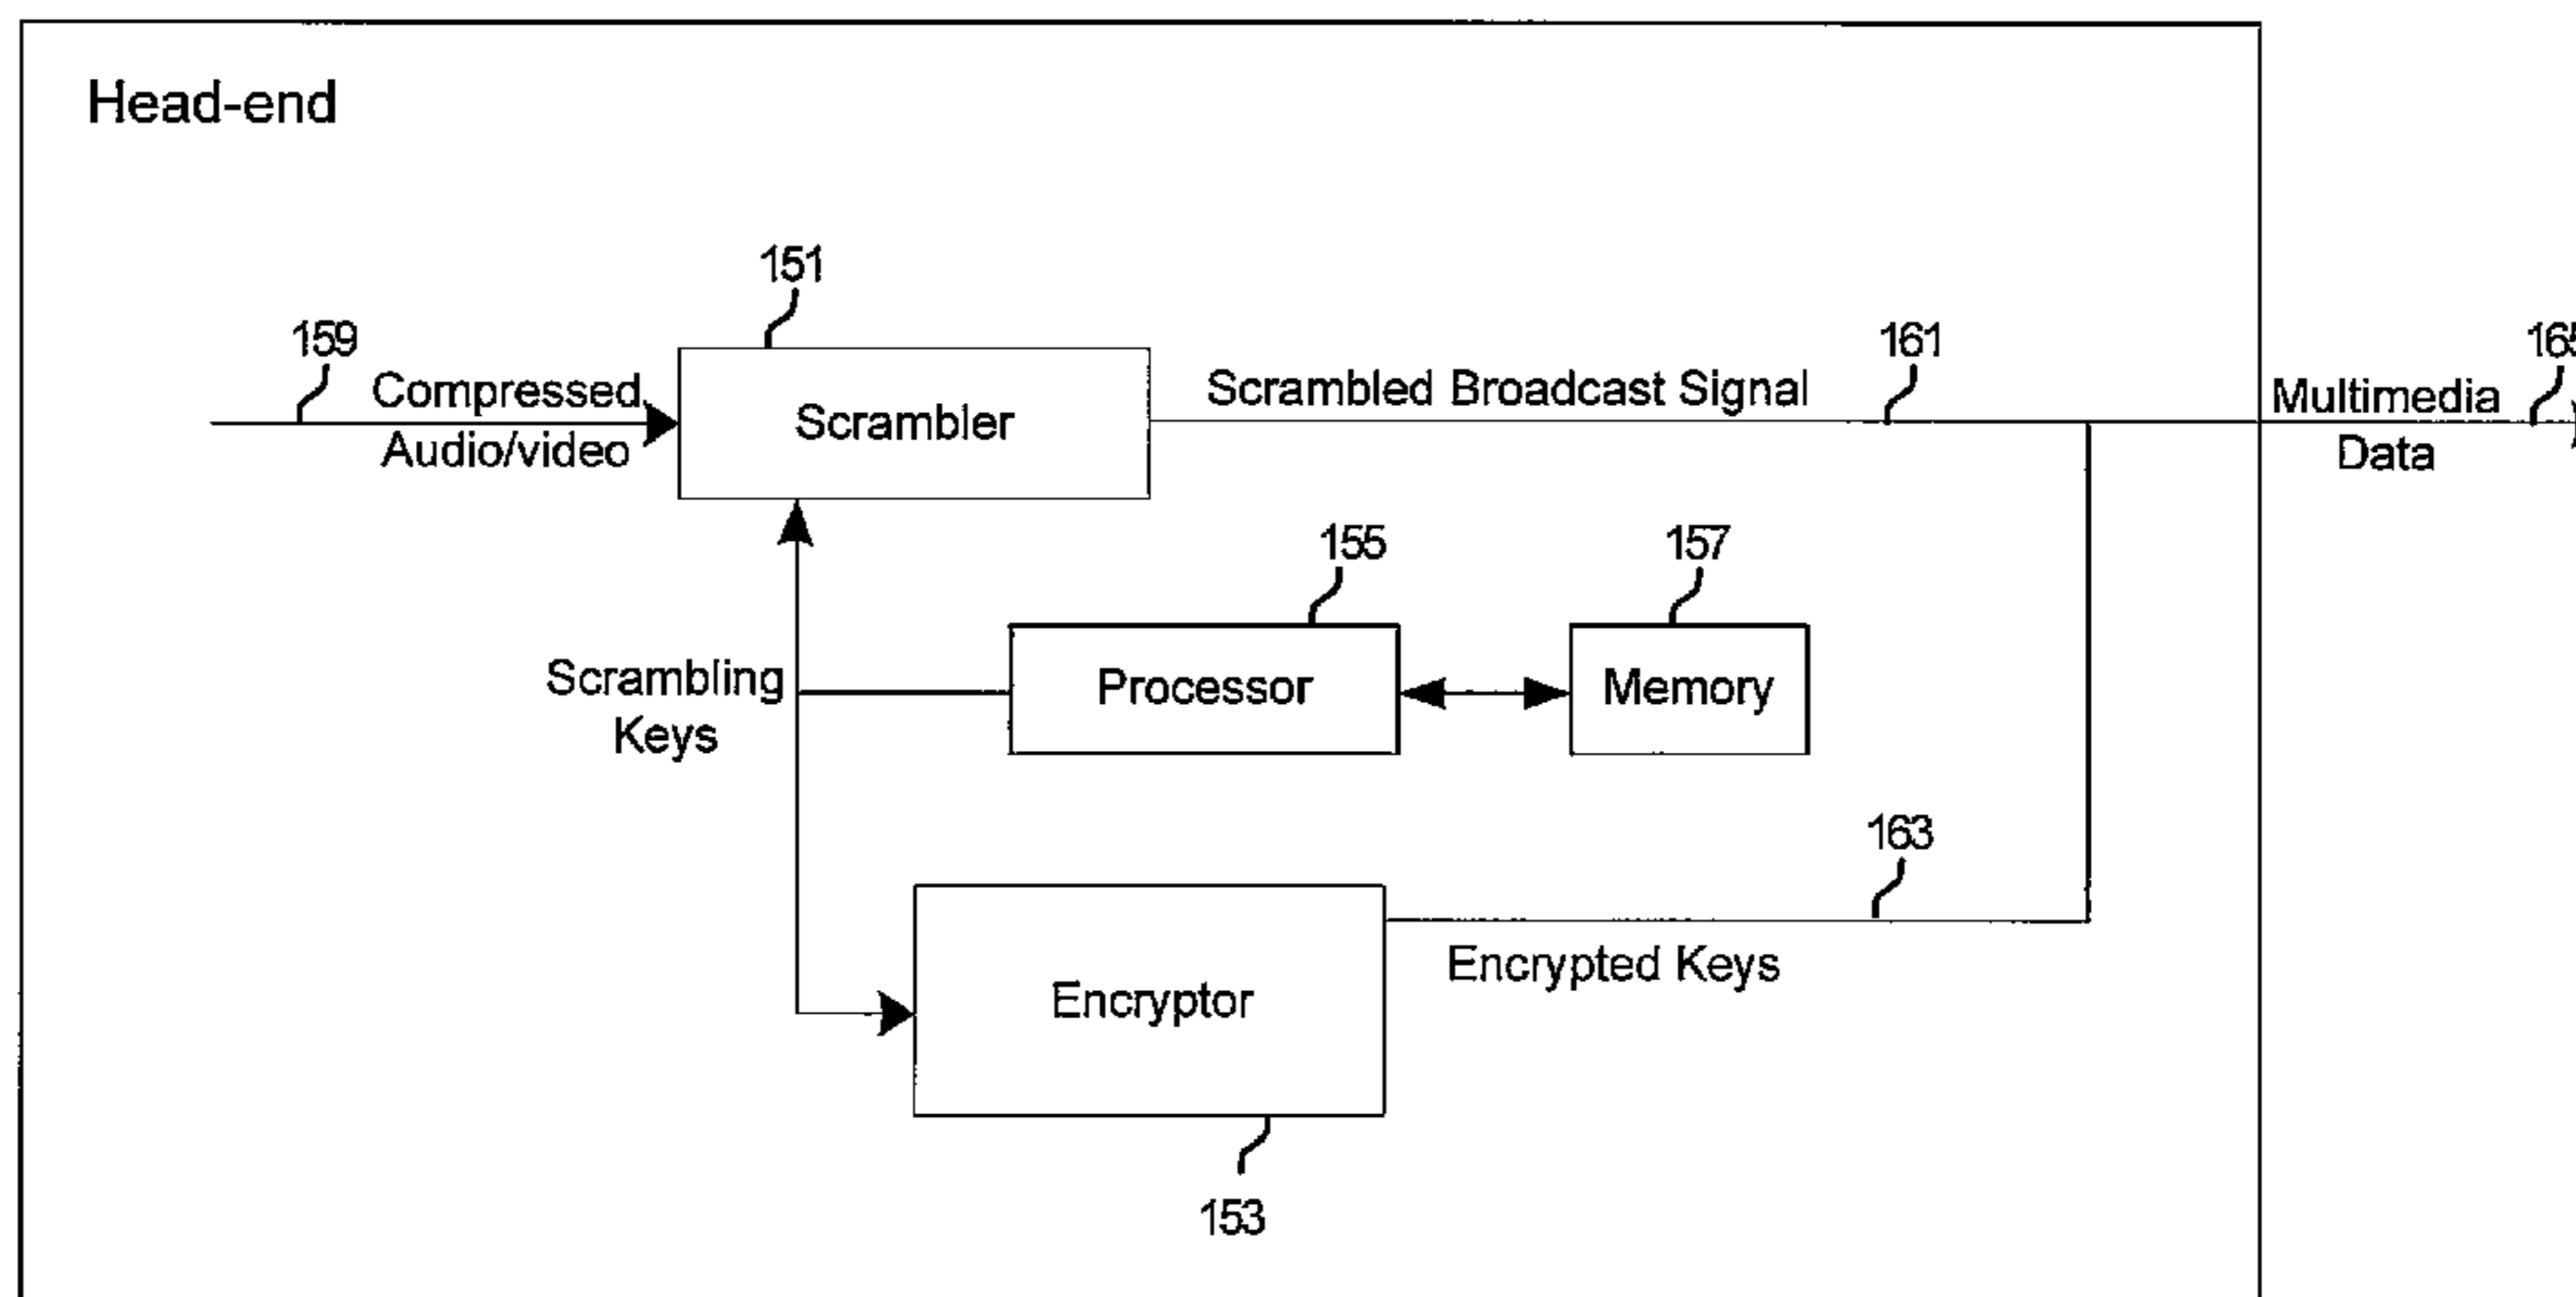 Head-end
151
159
161
165
Compressed
Audio/video
Scrambler
Scrambled Broadcast Signal
Multimedia
Data
155
157
Scrambling
Keys
Processor
Memory
163
Encryptor
Encrypted Keys
153